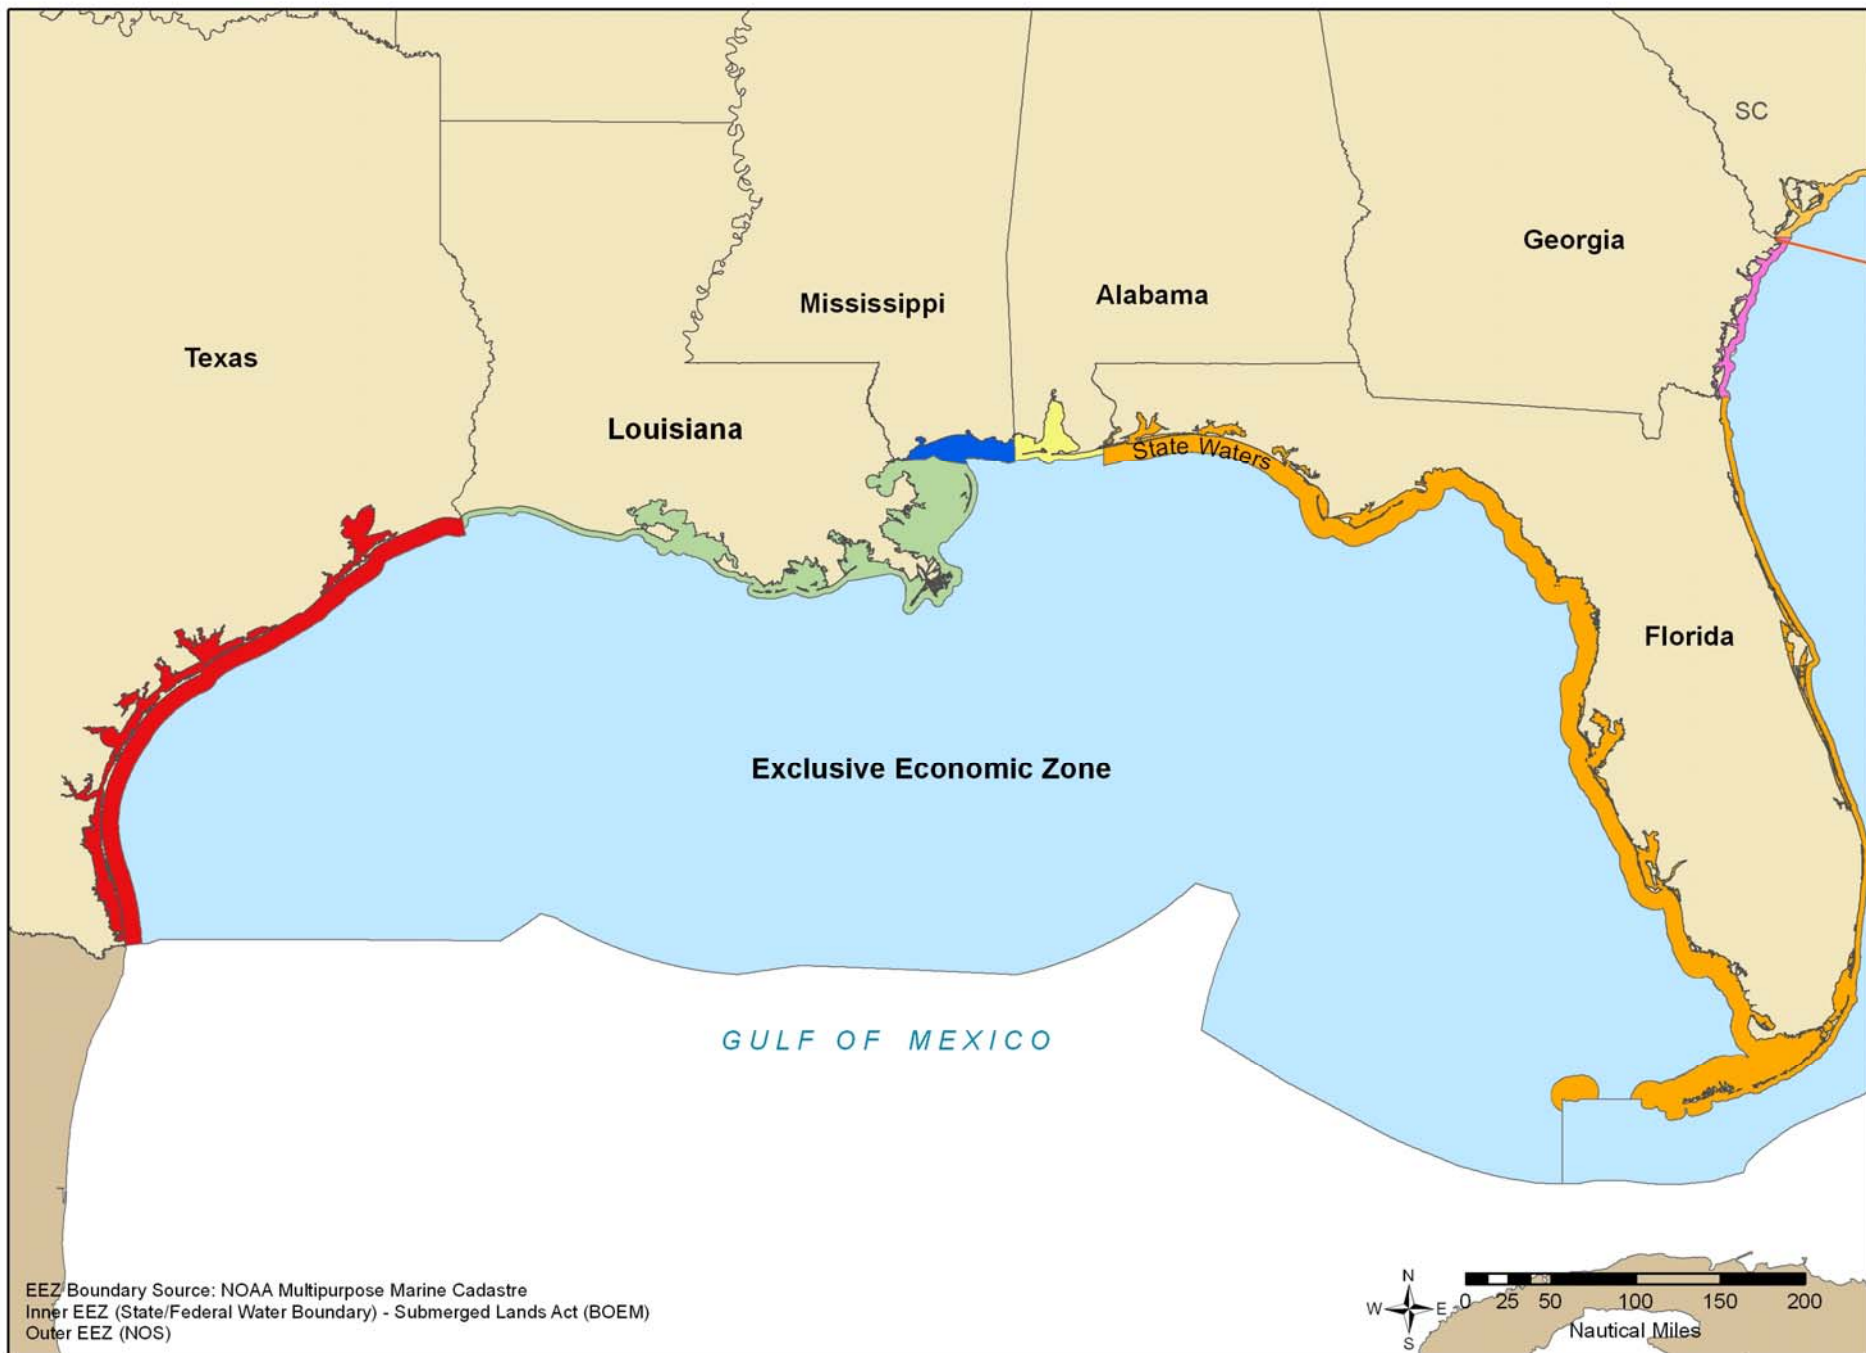 SC
Georgia
Mississippi
Alabama
Texas
Louisiana
State Waters
Florida
Exclusive Economic Zone
GULF OF MEXICO
EEZ Boundary Source: NOAA Multipurpose Marine Cadastre
Inner EEZ (State/Federal Water Boundary) - Submerged Lands Act (BOEM)
Outer EEZ (NOS)
N
W E
S
0 25 50 100 150 200
Nautical Miles